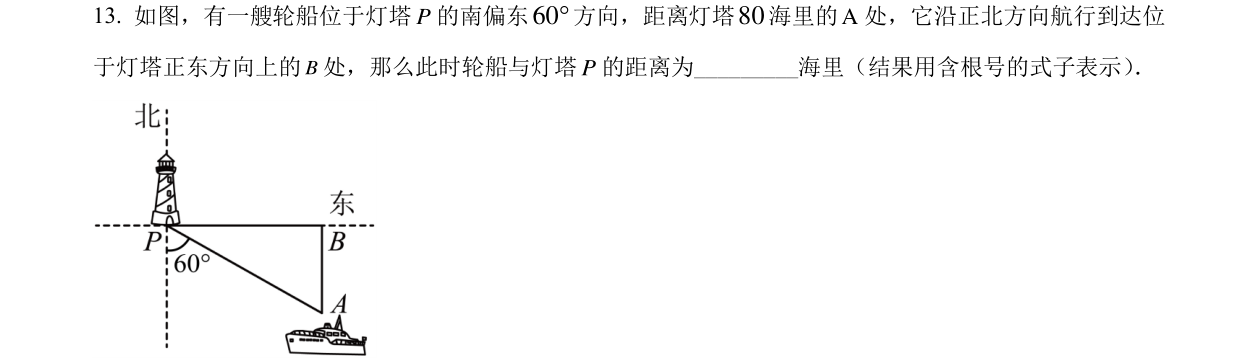 13. 如图，有一艘轮船位于灯塔 P 的南偏东 60° 方向，距离灯塔 80 海里的 A 处，它沿正北方向航行到达位
于灯塔正东方向上的 B 处，那么此时轮船与灯塔 P 的距离为_________海里（结果用含根号的式子表示）.
北
东
P
B
60°
A